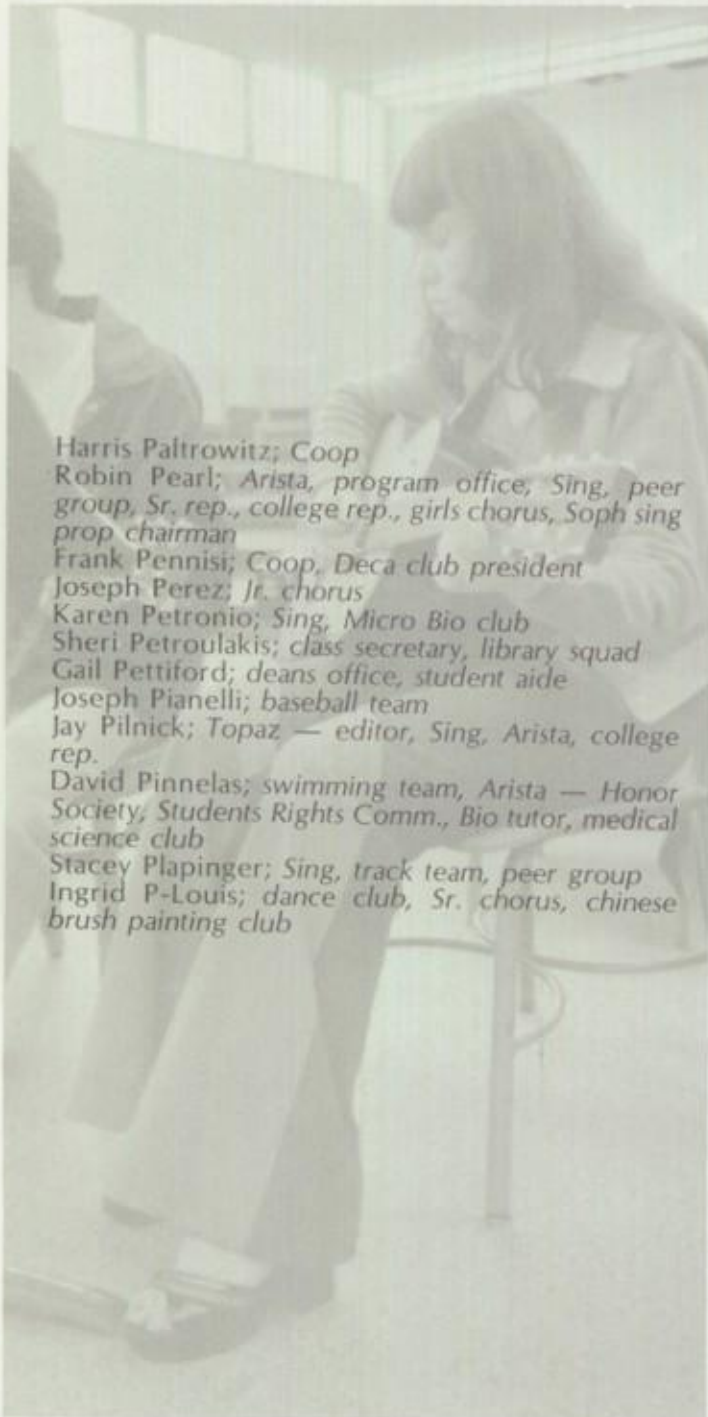 Harris Paltrowitz; Coop
Robin Pearl; Arista, program office, Sing, peer
group, Sr. rep., college rep., girls chorus, Soph sing
prop chairman
Frank Pennisi; Coop, Deca club president
Joseph Perez; Jr. chorus
Karen Petronio; Sing, Micro Bio club
Sheri Petroulakis; class secretary, library squad
Gail Pettiford; deans office, student aide
Joseph Pianelli; baseball team
Jay Pilnick; Topaz — editor, Sing, Arista, college
rep.
David Pinnelas; swimming team, Arista — Honor
Society, Students Rights Comm., Bio tutor, medical
science club
Stacey Plapinger; Sing, track team, peer group
Ingrid P-Louis; dance club, Sr. chorus, chinese
brush painting club